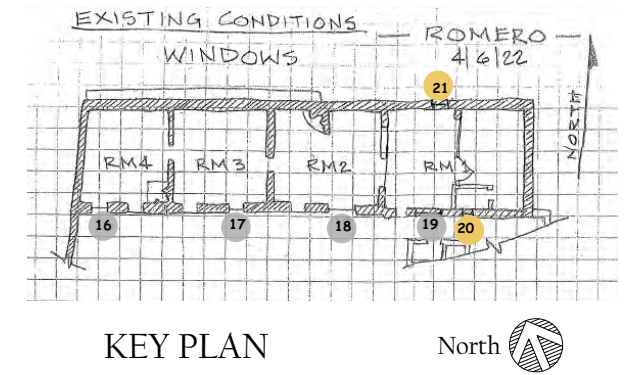 EXISTING CONDITIONS
WINDOWS
— ROMERO —
4/6/22
NORTH
21
RM4 RM3 RM2 RM1
16 17 18 19 20
KEY PLAN
North